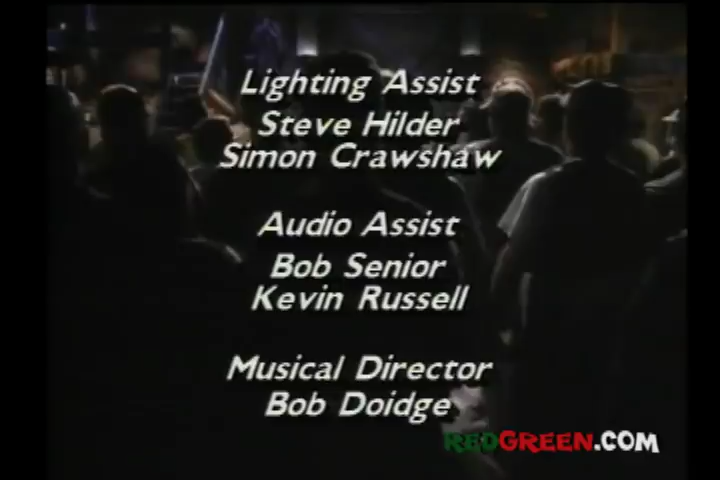 Lighting Assist
Steve Hilder
Simon Crawshaw
Audio Assist
Bob Senior
Kevin Russell
Musical Director
Bob Doidge
REDGREEN.COM